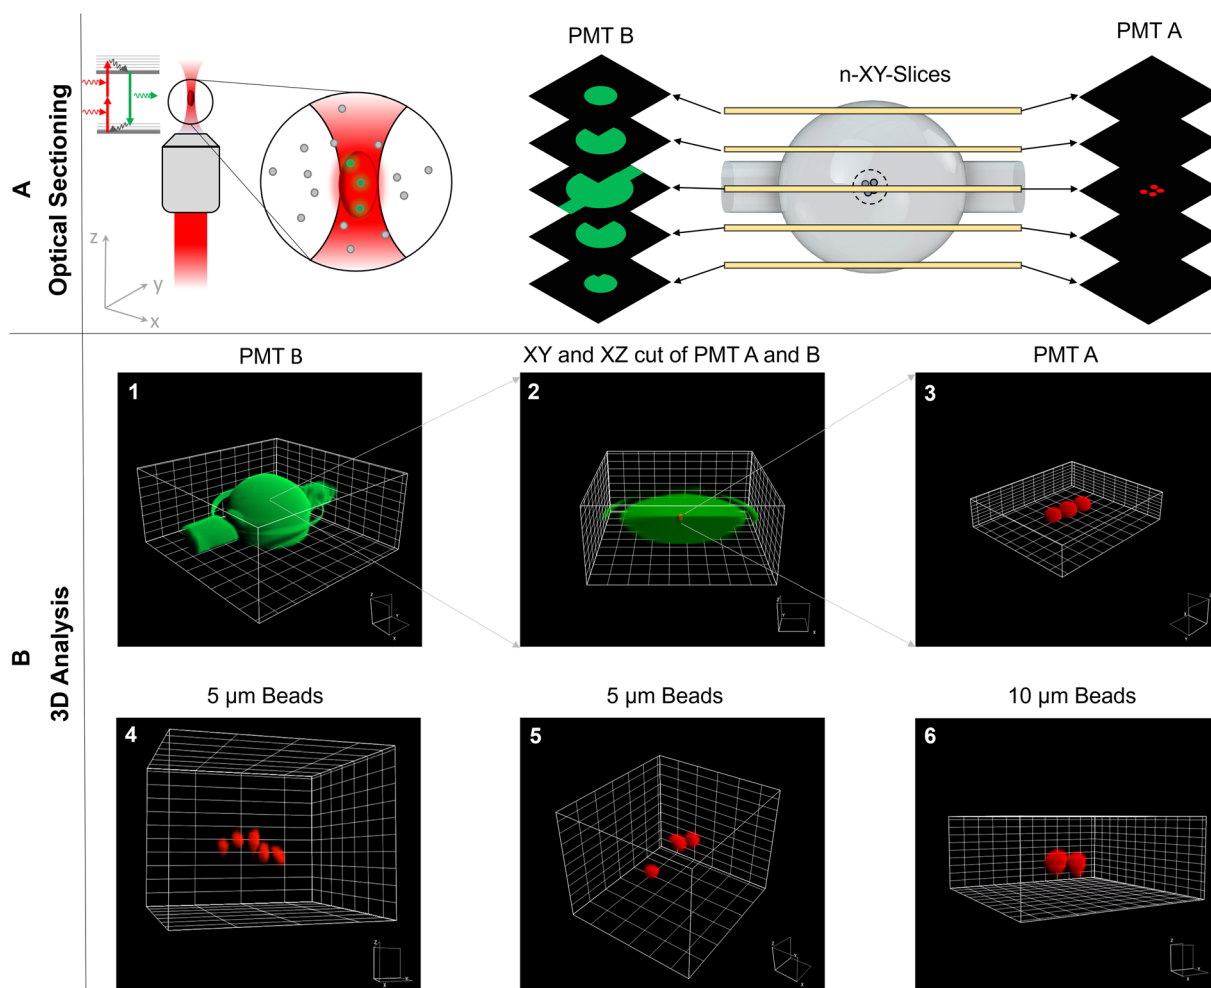 PMT B
PMT A
n-XY-Slices
A
Optical Sectioning
z
y
x
PMT B
XY and XZ cut of PMT A and B
PMT A
1
2
3
B
3D Analysis
5 µm Beads
5 µm Beads
10 µm Beads
4
5
6